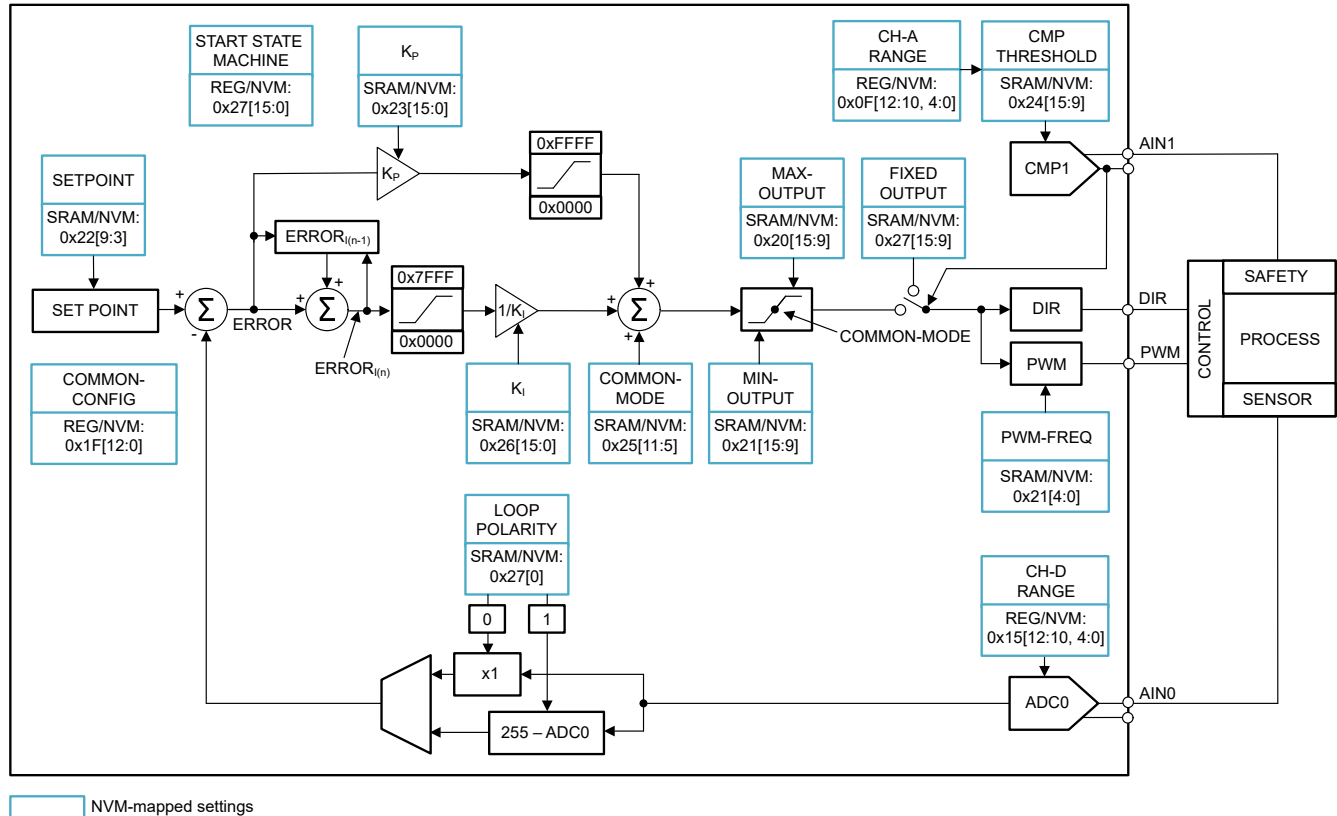 START STATE
MACHINE
REG/NVM:
0x27[15:0]
KP
SRAM/NVM:
0x23[15:0]
CH-A
RANGE
REG/NVM:
0x0F[12:10, 4:0]
CMP
THRESHOLD
SRAM/NVM:
0x24[15:9]
AIN1
CMP1
0xFFFF
0x0000
KP
SETPOINT
SRAM/NVM:
0x22[9:3]
MAX-
OUTPUT
SRAM/NVM:
0x20[15:9]
FIXED
OUTPUT
SRAM/NVM:
0x27[15:9]
ERRORI(n-1)
+
+
+
SET POINT
+
Σ
-
ERROR
+
Σ
ERRORI(n)
0x7FFF
0x0000
1/KI
+
Σ
+
COMMON-MODE
DIR
DIR
PWM
PWM
CONTROL
SAFETY
PROCESS
SENSOR
COMMON-
CONFIG
REG/NVM:
0x1F[12:0]
KI
SRAM/NVM:
0x26[15:0]
COMMON-
MODE
SRAM/NVM:
0x25[11:5]
MIN-
OUTPUT
SRAM/NVM:
0x21[15:9]
PWM-FREQ
SRAM/NVM:
0x21[4:0]
LOOP
POLARITY
SRAM/NVM:
0x27[0]
0
1
x1
255 – ADC0
CH-D
RANGE
REG/NVM:
0x15[12:10, 4:0]
ADC0
AIN0
NVM-mapped settings